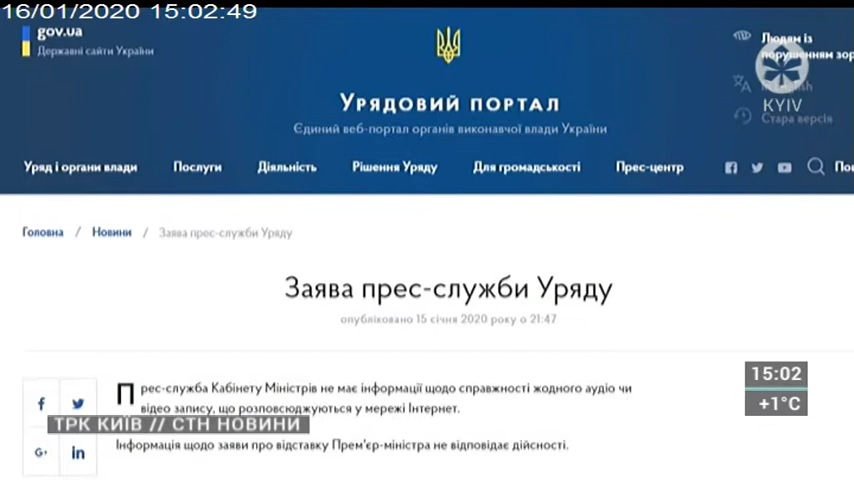 16/01/2020 15:02:49
gov.ua
Державні сайти України
Людям із
порушенням зор
KYIV
Стара версія
УРЯДОВИЙ ПОРТАЛ
Єдиний веб-портал органів виконавчої влади України
Уряд і органи влади Послуги Діяльність Рішення Уряду Для громадськості Прес-центр
Головна / Новини / Заява прес-служби Уряду
Заява прес-служби Уряду
опубліковано 15 січня 2020 року о 21:47
15:02
+1°C
Прес-служба Кабінету Міністрів не має інформації щодо справжності жодного аудіо чи
відео запису, що розповсюджуються у мережі Інтернет.
ТРК КИЇВ // СТН НОВИНИ
Інформація щодо заяви про відставку Прем'єр-міністра не відповідає дійсності.